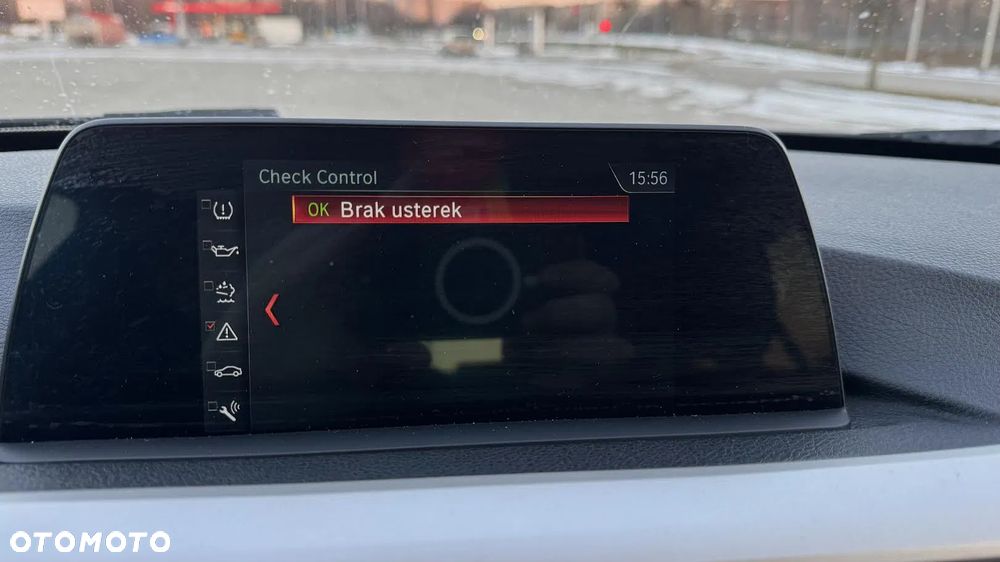 Check Control
15:56
OK Brak usterek
OTOMOTO